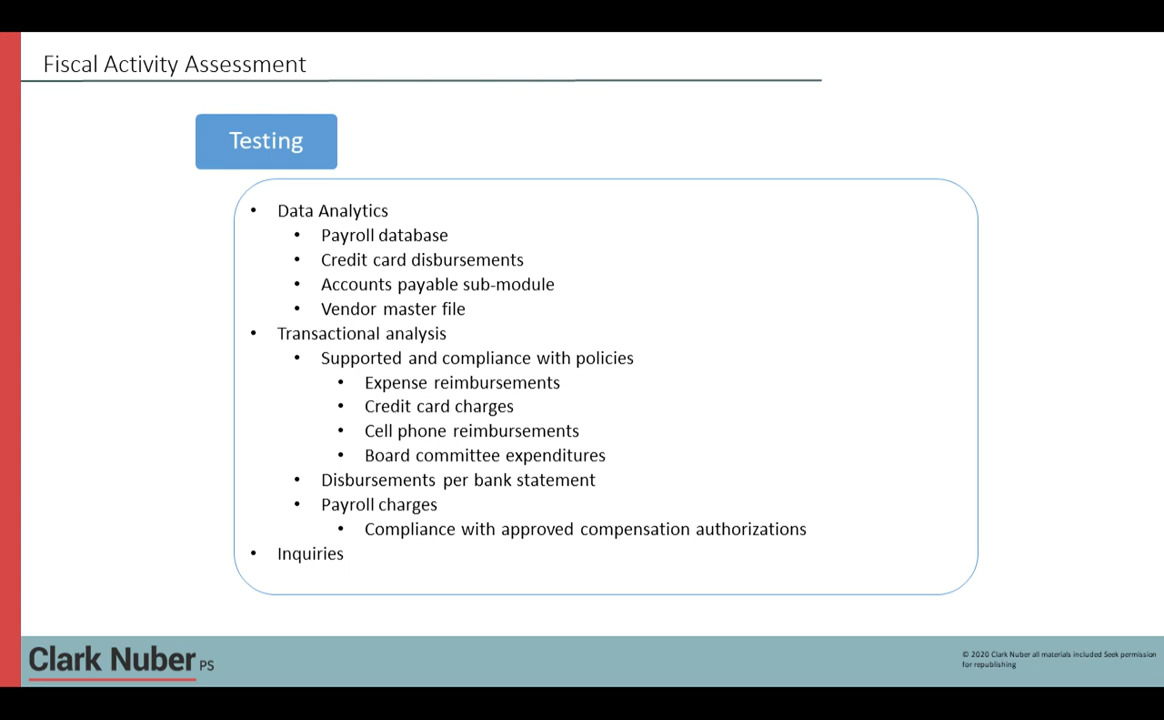 Fiscal Activity Assessment
Testing
• Data Analytics
• Payroll database
• Credit card disbursements
• Accounts payable sub-module
• Vendor master file
• Transactional analysis
• Supported and compliance with policies
• Expense reimbursements
• Credit card charges
• Cell phone reimbursements
• Board committee expenditures
• Disbursements per bank statement
• Payroll charges
• Compliance with approved compensation authorizations
• Inquiries
Clark Nuber PS
© 2020 Clark Nuber all materials included Seek permission
for republishing